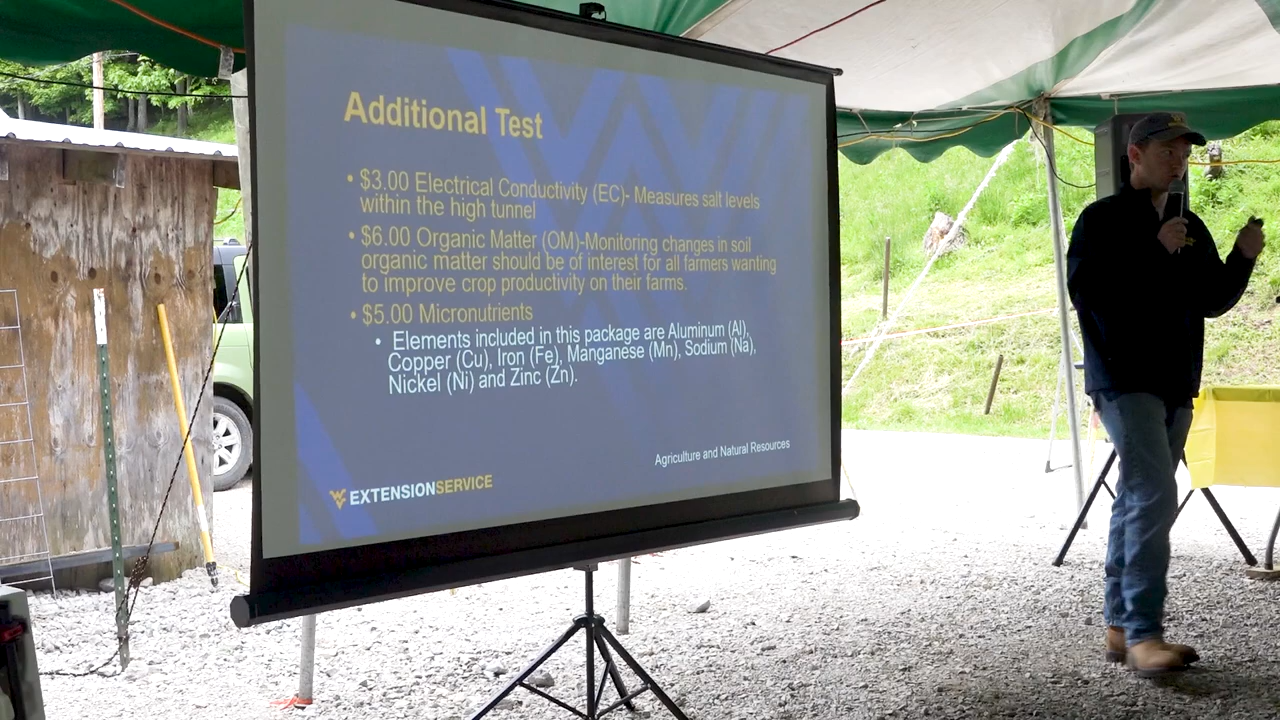 Additional Test
• $3.00 Electrical Conductivity (EC)- Measures salt levels
within the high tunnel
• $6.00 Organic Matter (OM)-Monitoring changes in soil
organic matter should be of interest for all farmers wanting
to improve crop productivity on their farms.
• $5.00 Micronutrients
• Elements included in this package are Aluminum (Al),
Copper (Cu), Iron (Fe), Manganese (Mn), Sodium (Na),
Nickel (Ni) and Zinc (Zn).
Agriculture and Natural Resources
EXTENSIONSERVICE